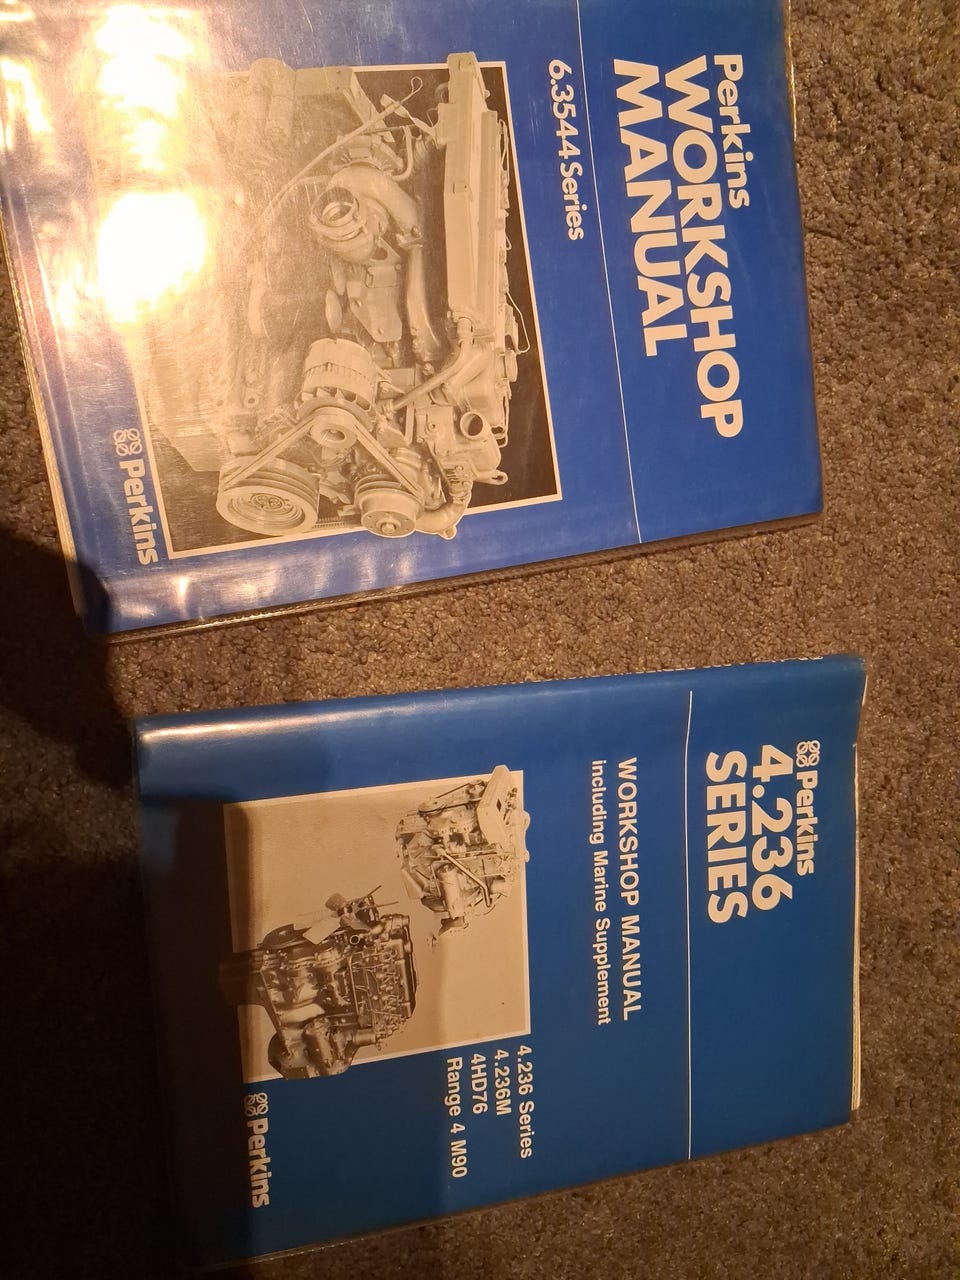 Perkins
WORKSHOP
MANUAL
6.3544 Series
Perkins
Perkins
4.236
SERIES
WORKSHOP MANUAL
including Marine Supplement
4.236 Series
4.236M
4HD76
Range 4 M90
Perkins